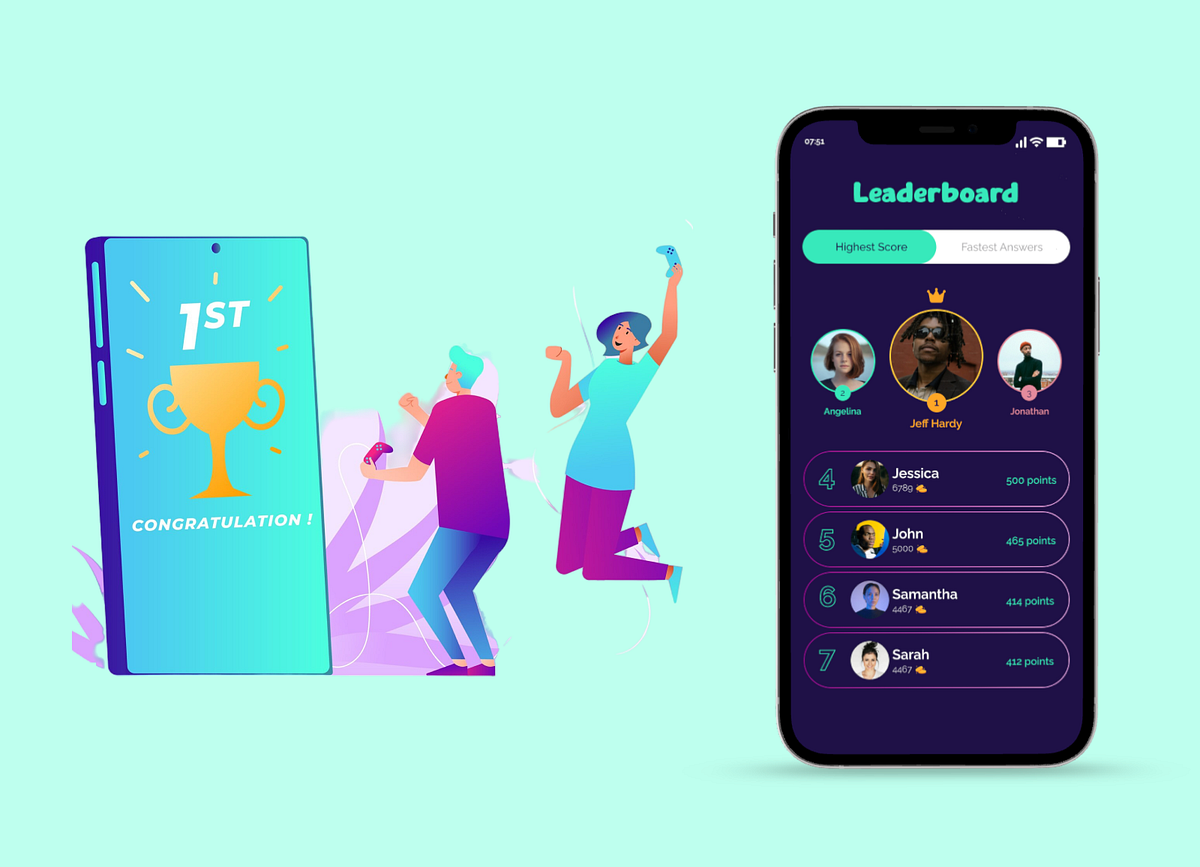 1ST
CONGRATULATION !
07:51
Leaderboard
Highest Score
Fastest Answers
2
1
3
Angelina
Jeff Hardy
Jonathan
4
Jessica
6789
500 points
5
John
5000
465 points
6
Samantha
4467
414 points
7
Sarah
4467
412 points